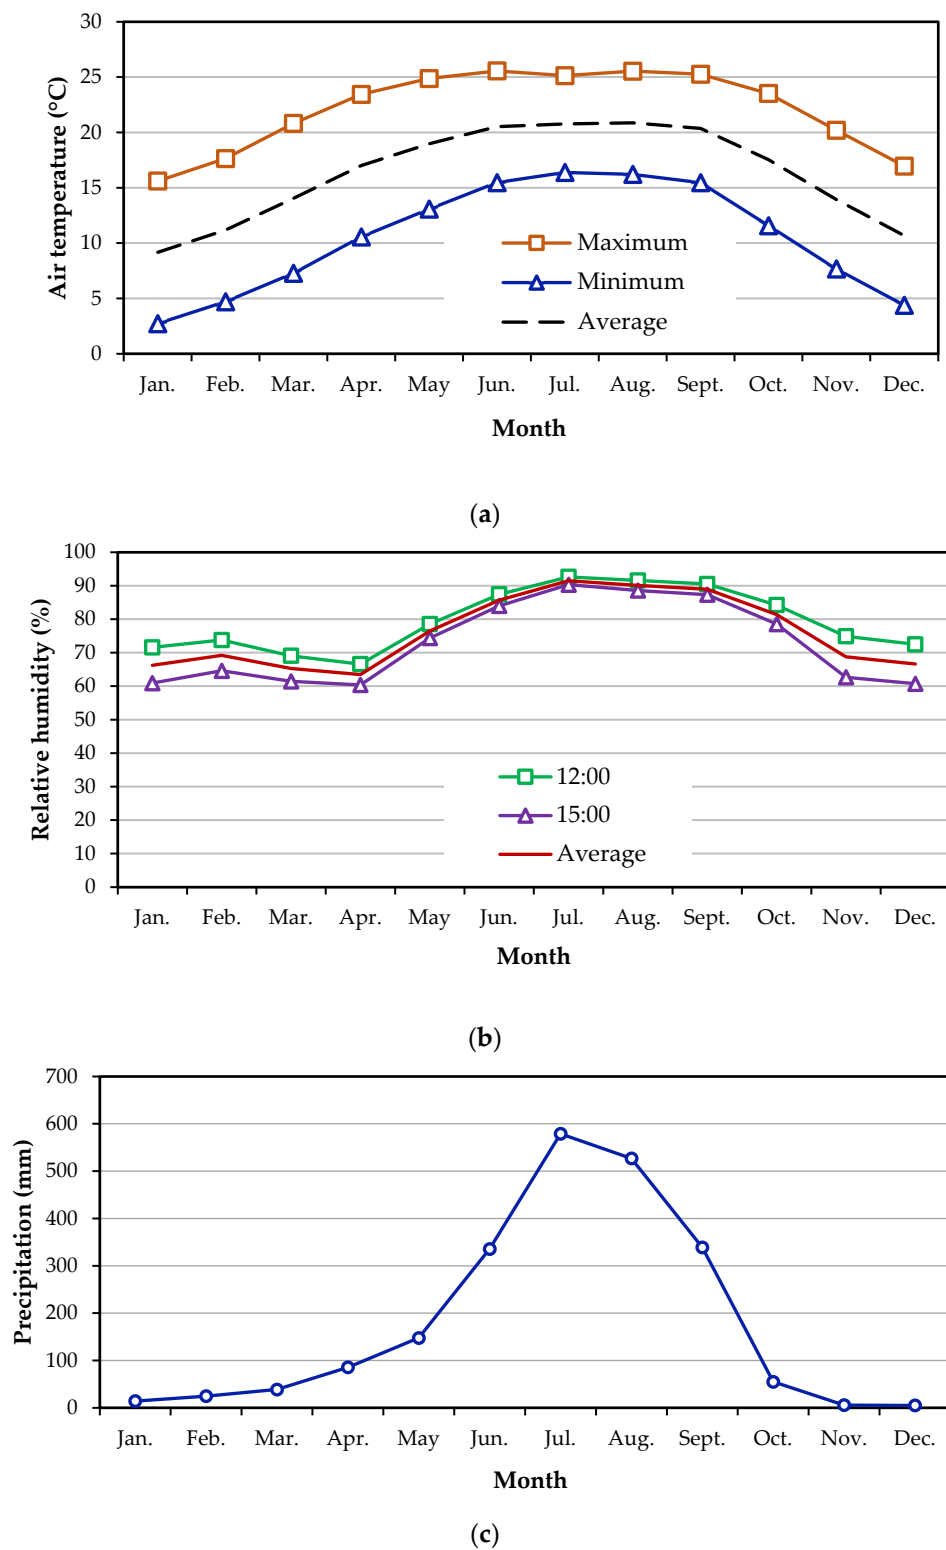 30
25
20
15
10
5
0
Air temperature (°C)
Maximum
Minimum
Average
Jan. Feb. Mar. Apr. May Jun. Jul. Aug. Sept. Oct. Nov. Dec.
Month
(a)
100
90
80
70
60
50
40
30
20
10
0
Relative humidity (%)
12:00
15:00
Average
Jan. Feb. Mar. Apr. May Jun. Jul. Aug. Sept. Oct. Nov. Dec.
Month
(b)
700
600
500
400
300
200
100
0
Precipitation (mm)
Jan. Feb. Mar. Apr. May Jun. Jul. Aug. Sept. Oct. Nov. Dec.
Month
(c)